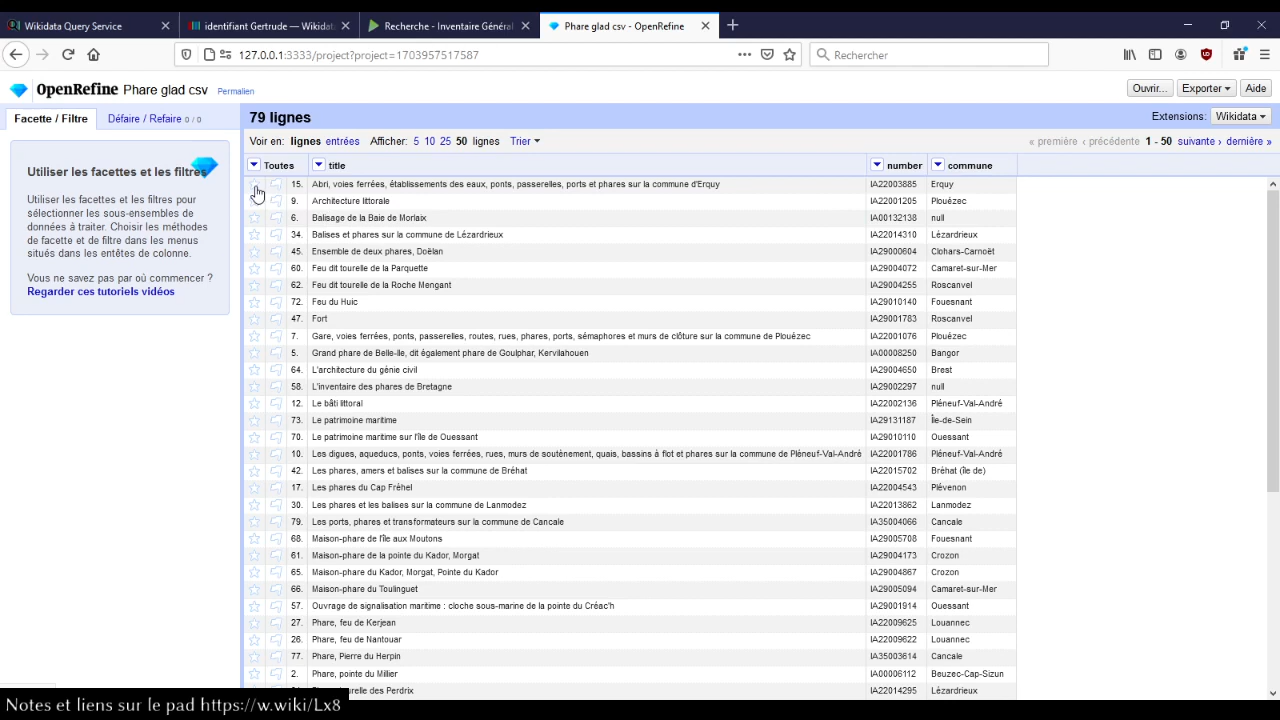 Wikidata Query Service
identifiant Gertrude — Wikidat
Recherche - Inventaire Général
Phare glad csv - OpenRefine
127.0.0.1:3333/project?project=1703957517587
Rechercher
OpenRefine Phare glad csv Permalien
Ouvrir... Exporter Aide
Facette / Filtre Défaire / Refaire 0 / 0
79 lignes
Extensions: Wikidata
Voir en: lignes entrées Afficher: 5 10 25 50 lignes Trier
« première ‹ précédente 1 - 50 suivante › dernière »
Utiliser les facettes et les filtres
Utiliser les facettes et les filtres pour
sélectionner les sous-ensembles de
données à traiter. Choisir les méthodes
de facette et de filtre dans les menus
situés dans les entêtes de colonne.
Vous ne savez pas par où commencer ?
Regarder ces tutoriels vidéos
Toutes title number commune
15. Abri, voies ferrées, établissements des eaux, ponts, passerelles, ports et phares sur la commune d'Erquy IA22003885 Erquy
9. Architecture littorale IA22001205 Plouézec
6. Balisage de la Baie de Morlaix IA00132138 null
34. Balises et phares sur la commune de Lézardrieux IA22014310 Lézardrieux
45. Ensemble de deux phares, Doëlan IA29000604 Clohars-Carnoët
60. Feu dit tourelle de la Parquette IA29004072 Camaret-sur-Mer
62. Feu dit tourelle de la Roche Mengant IA29004255 Roscanvel
72. Feu du Huic IA29010140 Fouesnant
47. Fort IA29001783 Roscanvel
7. Gare, voies ferrées, ponts, passerelles, routes, rues, phares, ports, sémaphores et murs de clôture sur la commune de Plouézec IA22001076 Plouézec
5. Grand phare de Belle-Ile, dit également phare de Goulphar, Kervilahouen IA00008250 Bangor
64. L'architecture du génie civil IA29004650 Brest
58. L'inventaire des phares de Bretagne IA29002297 null
12. Le bâti littoral IA22002136 Pléneuf-Val-André
73. Le patrimoine maritime IA29131187 Île-de-Sein
70. Le patrimoine maritime sur l'île de Ouessant IA29010110 Ouessant
10. Les digues, aqueducs, ponts, voies ferrées, rues, murs de soutènement, quais, bassins à flot et phares sur la commune de Pléneuf-Val-André IA22001786 Pléneuf-Val-André
42. Les phares, amers et balises sur la commune de Bréhat IA22015702 Bréhat (île de)
17. Les phares du Cap Fréhel IA22004543 Plévenon
30. Les phares et les balises sur la commune de Lanmodez IA22013862 Lanmodez
79. Les ports, phares et transformateurs sur la commune de Cancale IA35004066 Cancale
68. Maison-phare de l'île aux Moutons IA29005708 Fouesnant
61. Maison-phare de la pointe du Kador, Morgat IA29004173 Crozon
65. Maison-phare du Kador, Morgat, Pointe du Kador IA29004867 Crozon
66. Maison-phare du Toulinguet. IA29005094 Camaret-sur-Mer
57. Ouvrage de signalisation maritime : cloche sous-marine de la pointe du Créac'h IA29001914 Ouessant
27. Phare, feu de Kerjean IA22009625 Louannec
26. Phare, feu de Nantouar IA22009622 Louannec
77. Phare, Pierre du Herpin IA35003614 Cancale
2. Phare, pointe du Millier IA00006112 Beuzec-Cap-Sizun
tourelle des Perdrix IA22014295 Lézardrieux
Notes et liens sur le pad https://w.wiki/Lx8